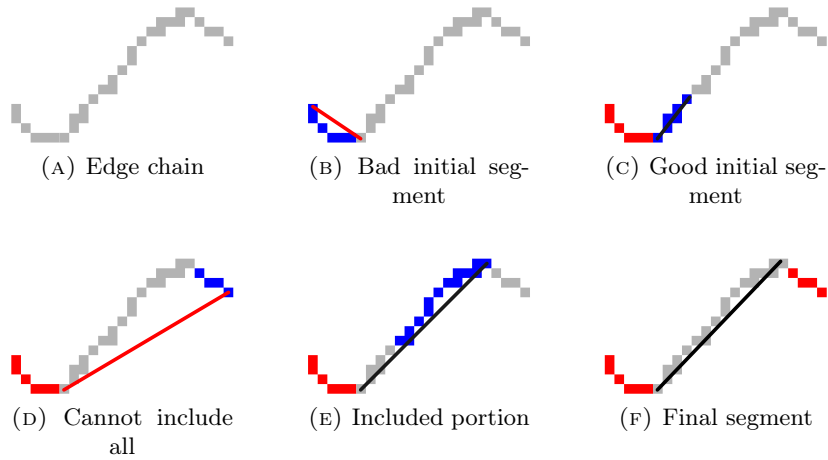 (A) Edge chain
(B) Bad initial seg-
ment
(C) Good initial seg-
ment
(D) Cannot include
all
(E) Included portion
(F) Final segment